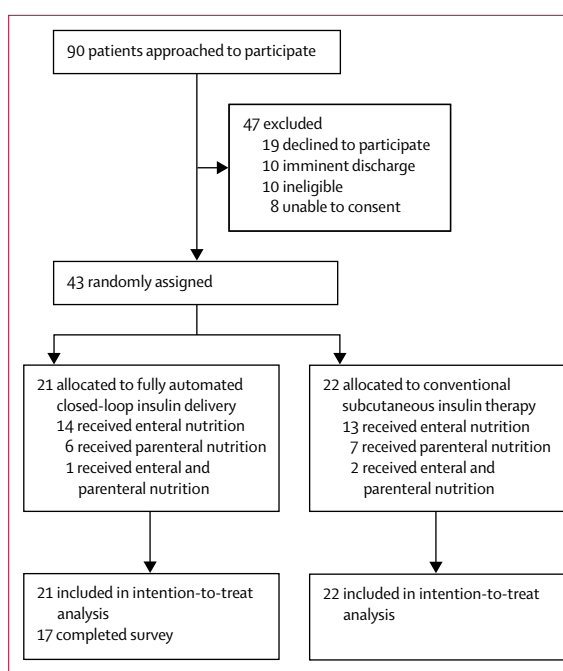 90 patients approached to participate
47 excluded
19 declined to participate
10 imminent discharge
10 ineligible
8 unable to consent
43 randomly assigned
21 allocated to fully automated
closed-loop insulin delivery
14 received enteral nutrition
6 received parenteral nutrition
1 received enteral and
parenteral nutrition
22 allocated to conventional
subcutaneous insulin therapy
13 received enteral nutrition
7 received parenteral nutrition
2 received enteral and
parenteral nutrition
21 included in intention-to-treat
analysis
17 completed survey
22 included in intention-to-treat
analysis